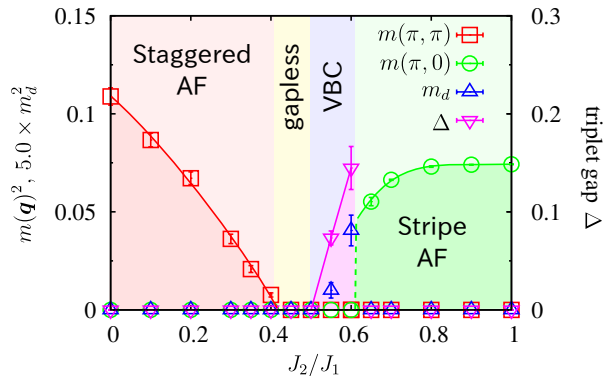 0.15
0.1
0.05
0
m(q)², 5.0 × m_d²
0.3
0.2
0.1
0
triplet gap Δ
Staggered
AF
gapless
VBC
m(π, π)
m(π, 0)
m_d
Δ
Stripe
AF
0 0.2 0.4 0.6 0.8 1
J₂/J₁